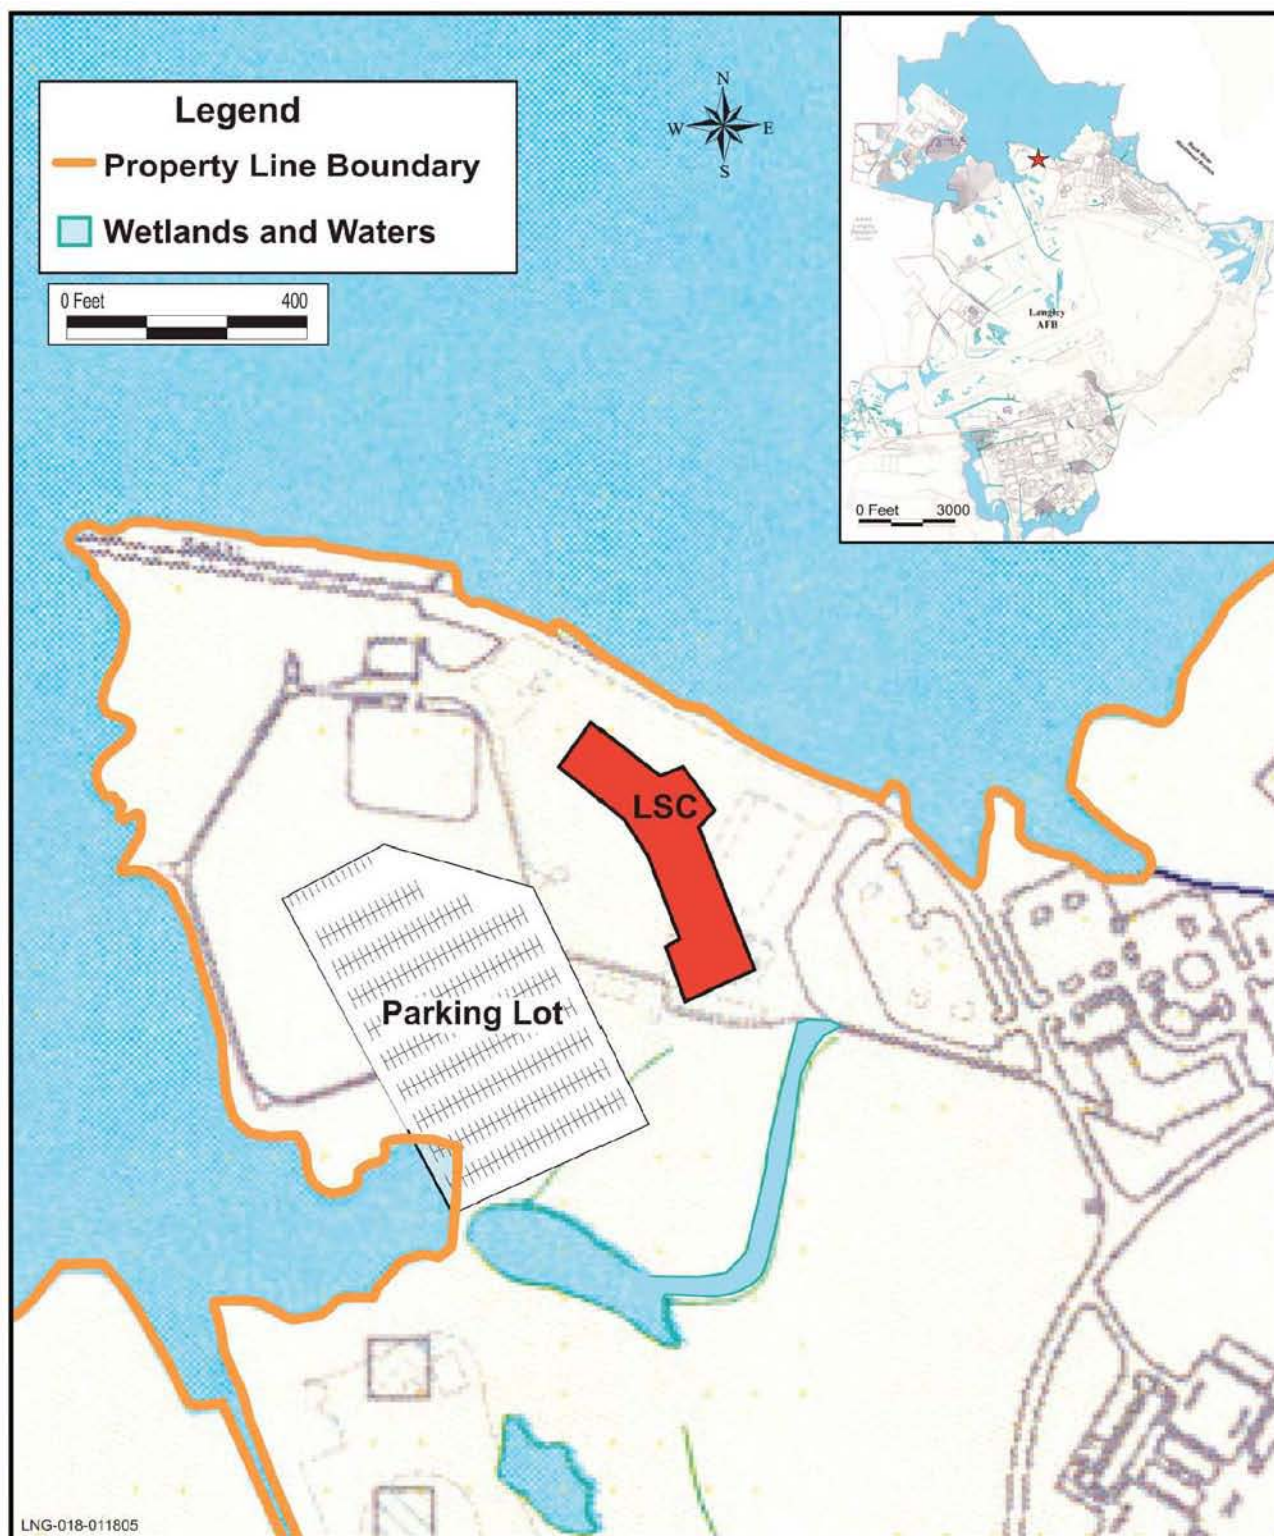 Legend
Property Line Boundary
Wetlands and Waters
0 Feet 400
N
W E
S
Langley
AFB
0 Feet 3000
LSC
Parking Lot
LNG-018-011805